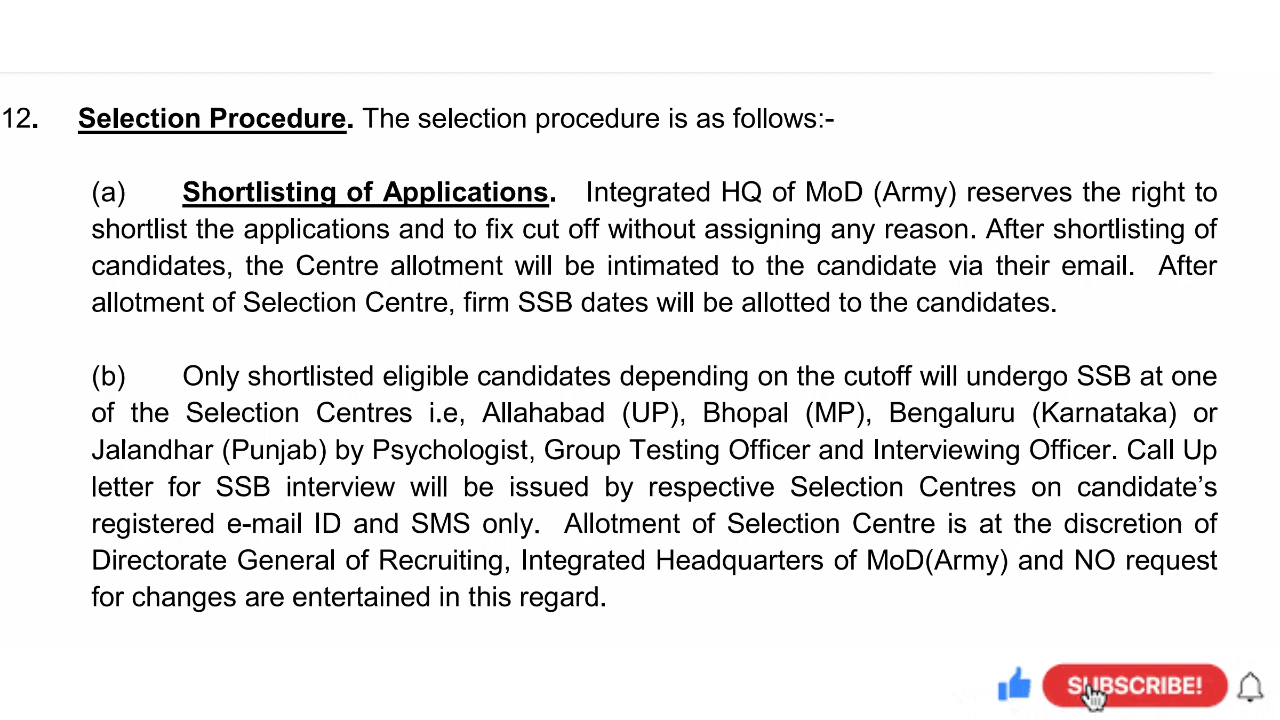 12. Selection Procedure. The selection procedure is as follows:-
(a) Shortlisting of Applications. Integrated HQ of MoD (Army) reserves the right to
shortlist the applications and to fix cut off without assigning any reason. After shortlisting of
candidates, the Centre allotment will be intimated to the candidate via their email. After
allotment of Selection Centre, firm SSB dates will be allotted to the candidates.
(b) Only shortlisted eligible candidates depending on the cutoff will undergo SSB at one
of the Selection Centres i.e, Allahabad (UP), Bhopal (MP), Bengaluru (Karnataka) or
Jalandhar (Punjab) by Psychologist, Group Testing Officer and Interviewing Officer. Call Up
letter for SSB interview will be issued by respective Selection Centres on candidate’s
registered e-mail ID and SMS only. Allotment of Selection Centre is at the discretion of
Directorate General of Recruiting, Integrated Headquarters of MoD(Army) and NO request
for changes are entertained in this regard.
SUBSCRIBE!